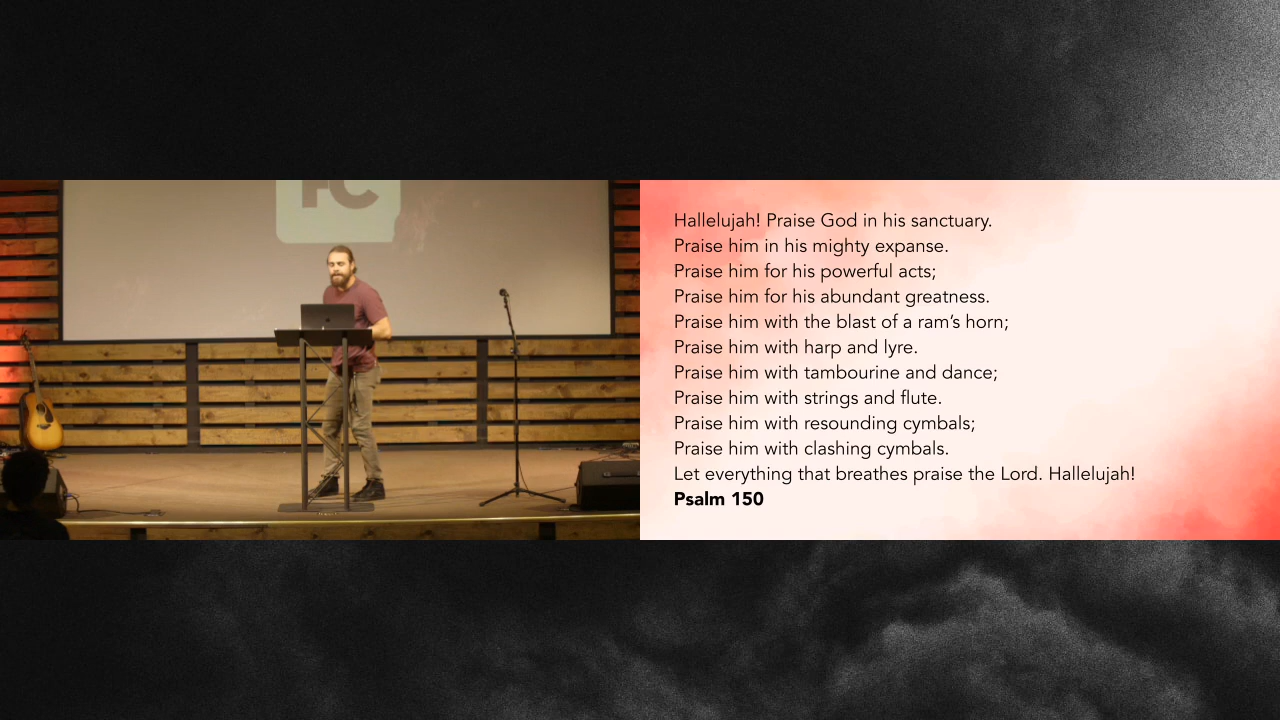 FC
Hallelujah! Praise God in his sanctuary.
Praise him in his mighty expanse.
Praise him for his powerful acts;
Praise him for his abundant greatness.
Praise him with the blast of a ram’s horn;
Praise him with harp and lyre.
Praise him with tambourine and dance;
Praise him with strings and flute.
Praise him with resounding cymbals;
Praise him with clashing cymbals.
Let everything that breathes praise the Lord. Hallelujah!
Psalm 150